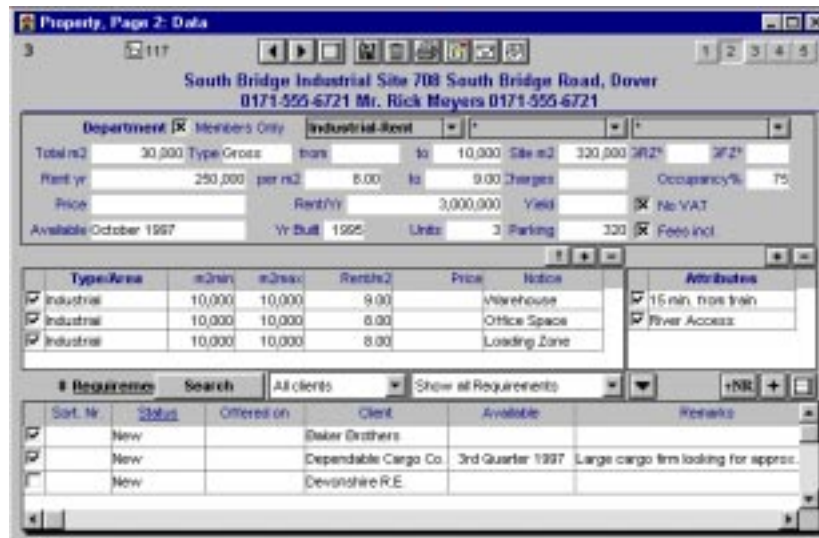 Property, Page 2: Data
3 117 1 2 3 4 5
South Bridge Industrial Site 708 South Bridge Road, Dover
0171-555-6721 Mr. Rick Meyers 0171-555-6721
Department Members Only Industrial-Rent * *
Total m2 30,000 Type Gross from to 10,000 Site m2 320,000
Rent yr 250,000 per m2 8.00 to 9.00 Charges Occupancy% 75
Price Rent/Yr 3,000,000 Yield No VAT
Available October 1997 Yr Built 1995 Units 3 Parking 320 Fees incl.
! + -  + -
Type/Area m2min m2max Rent/m2 Price Notice Attributes
Industrial 10,000 10,000 9.00 Warehouse 15 min. from train
Industrial 10,000 10,000 8.00 Office Space River Access
Industrial 10,000 10,000 8.00 Loading Zone
# Requiremen Search All clients Show all Requirements +NR +
Sort. Nr. Status Offered on Client Available Remarks
New Baker Brothers
New Dependable Cargo Co. 3rd Quarter 1997 Large cargo firm looking for approx.
New Devonshire R.E.